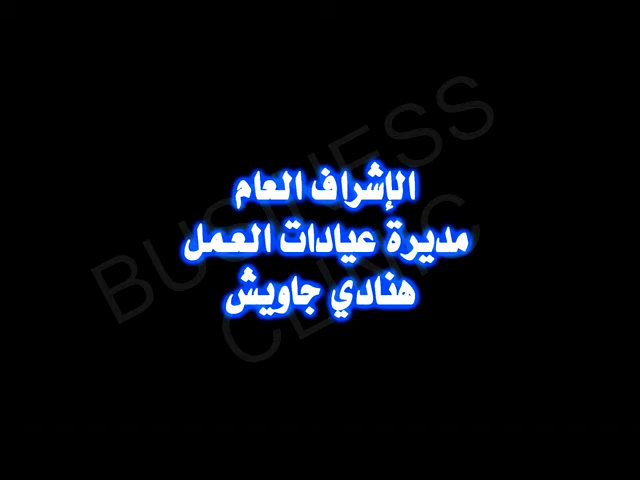 الإشراف العام
مديرة عيادات العمل
هنادي جاويش
BUSINESS
CLINIC